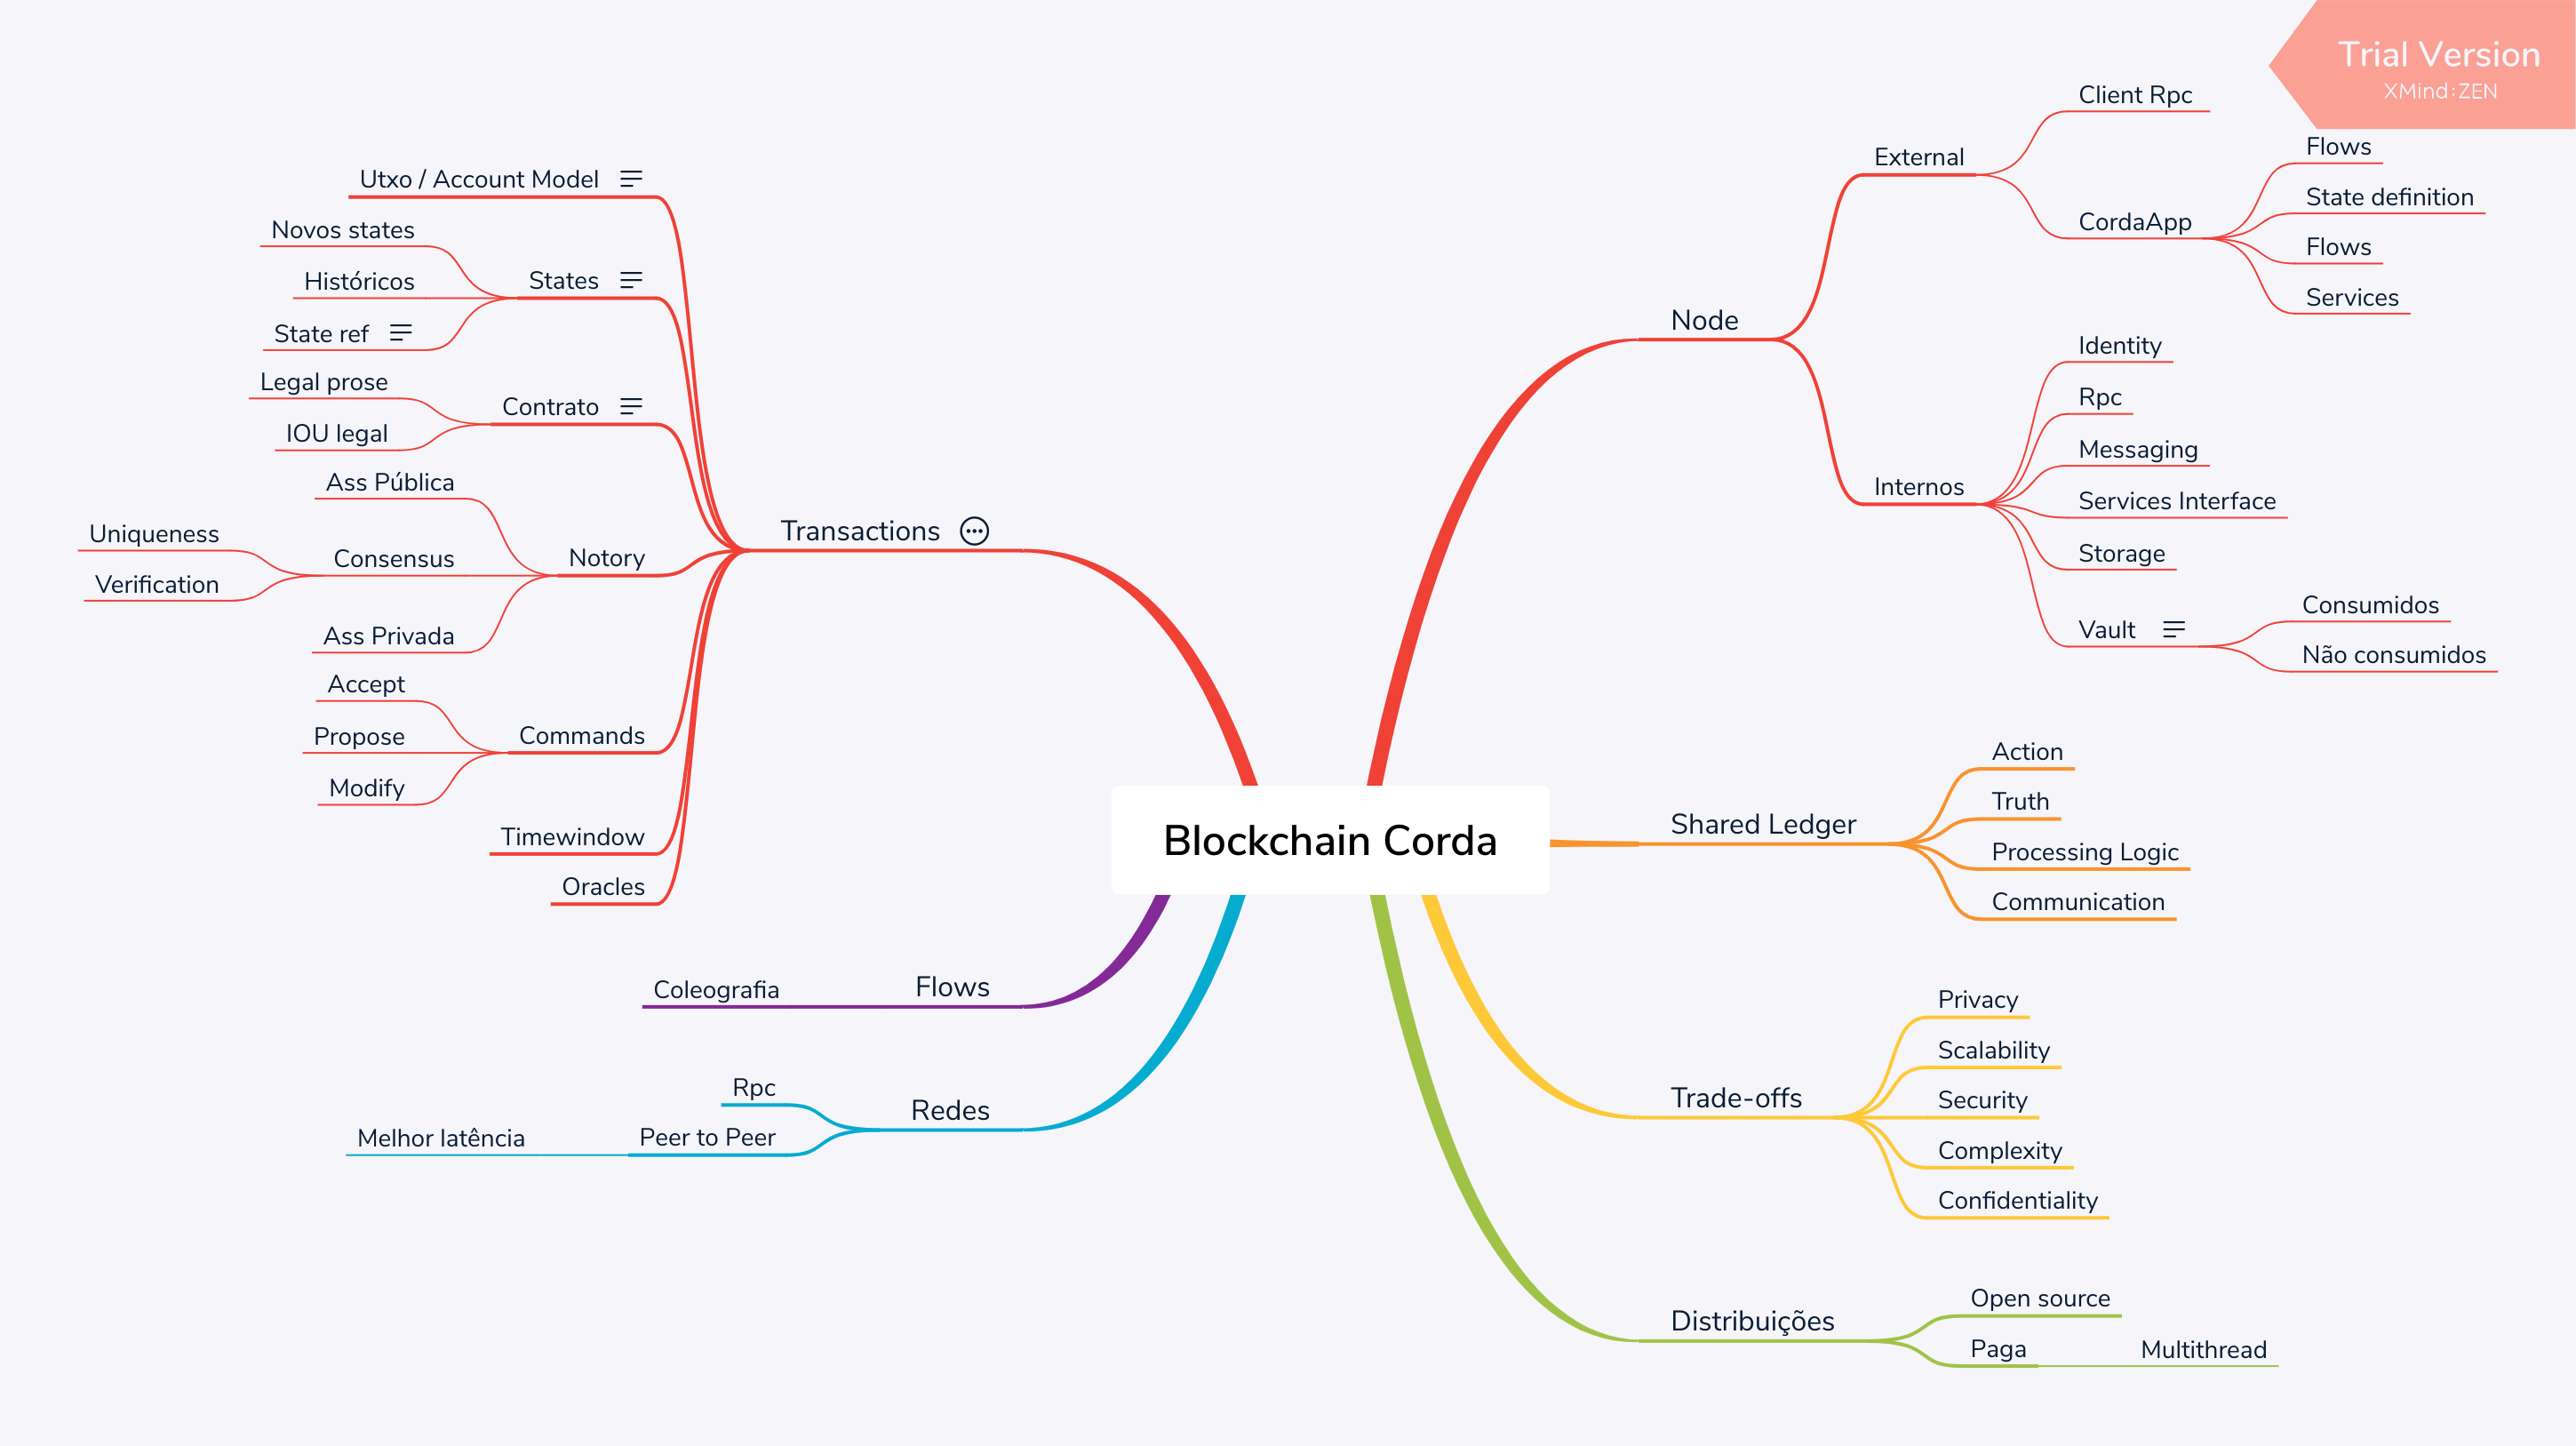 Trial Version
XMind:ZEN
Blockchain Corda
Node
External
Client Rpc
CordaApp
Flows
State definition
Flows
Services
Internos
Identity
Rpc
Messaging
Services Interface
Storage
Vault
Consumidos
Não consumidos
Shared Ledger
Action
Truth
Processing Logic
Communication
Trade-offs
Privacy
Scalability
Security
Complexity
Confidentiality
Distribuições
Open source
Paga
Multithread
Transactions
Utxo / Account Model
States
Novos states
Históricos
State ref
Contrato
Legal prose
IOU legal
Notory
Ass Pública
Consensus
Uniqueness
Verification
Ass Privada
Commands
Accept
Propose
Modify
Timewindow
Oracles
Flows
Coleografia
Redes
Rpc
Peer to Peer
Melhor latência